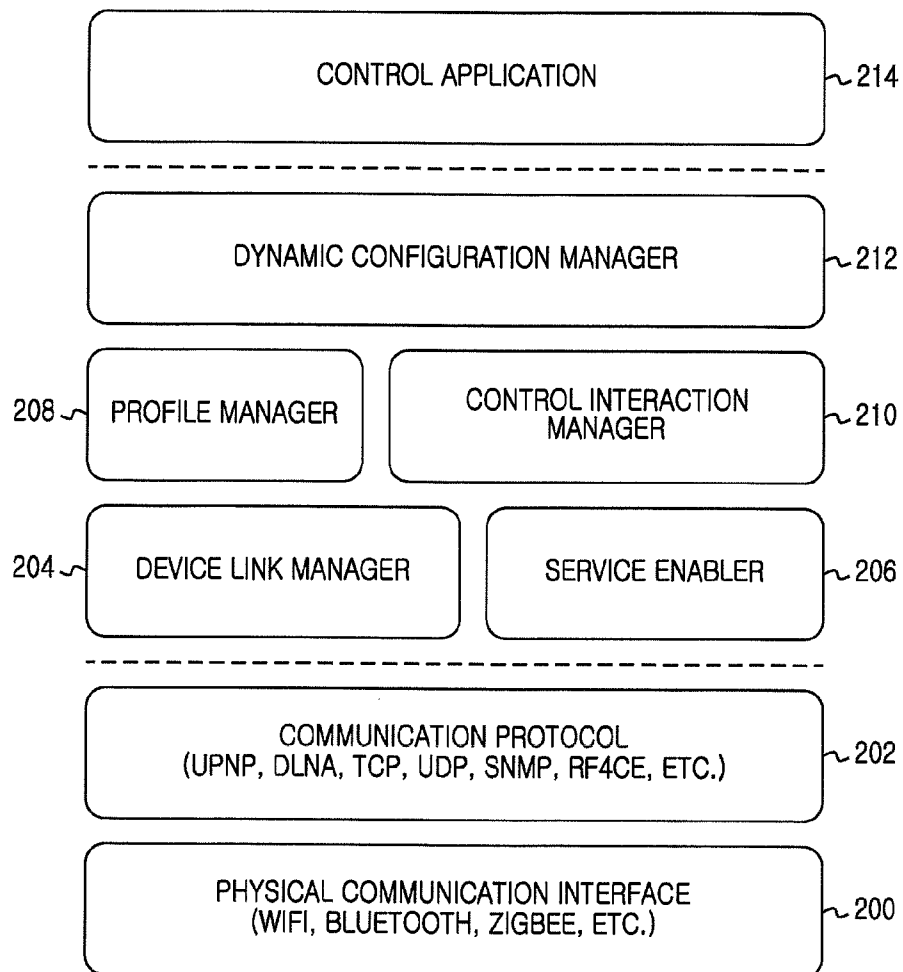 CONTROL APPLICATION
214
DYNAMIC CONFIGURATION MANAGER
212
208
PROFILE MANAGER
CONTROL INTERACTION
MANAGER
210
204
DEVICE LINK MANAGER
SERVICE ENABLER
206
COMMUNICATION PROTOCOL
(UPNP, DLNA, TCP, UDP, SNMP, RF4CE, ETC.)
202
PHYSICAL COMMUNICATION INTERFACE
(WIFI, BLUETOOTH, ZIGBEE, ETC.)
200